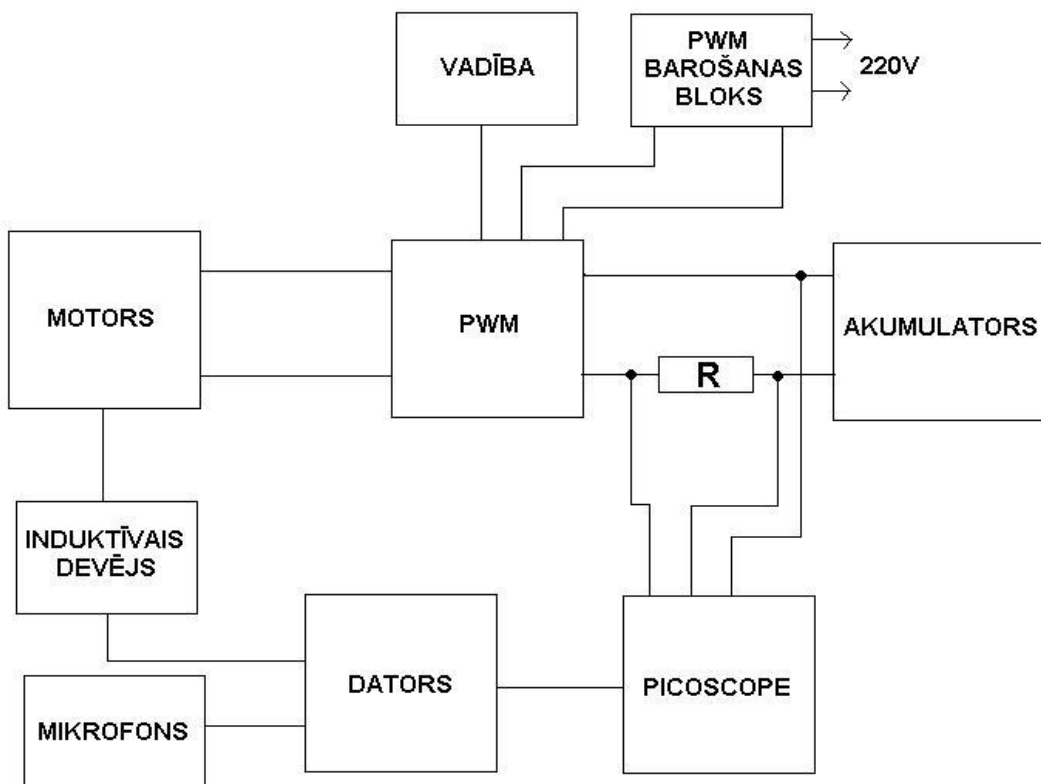 VADĪBA
PWM
BAROŠANAS
BLOKS
220V
MOTORS
PWM
R
AKUMULATORS
INDUKTĪVAIS
DEVĒJS
DATORS
PICOSCOPE
MIKROFONS